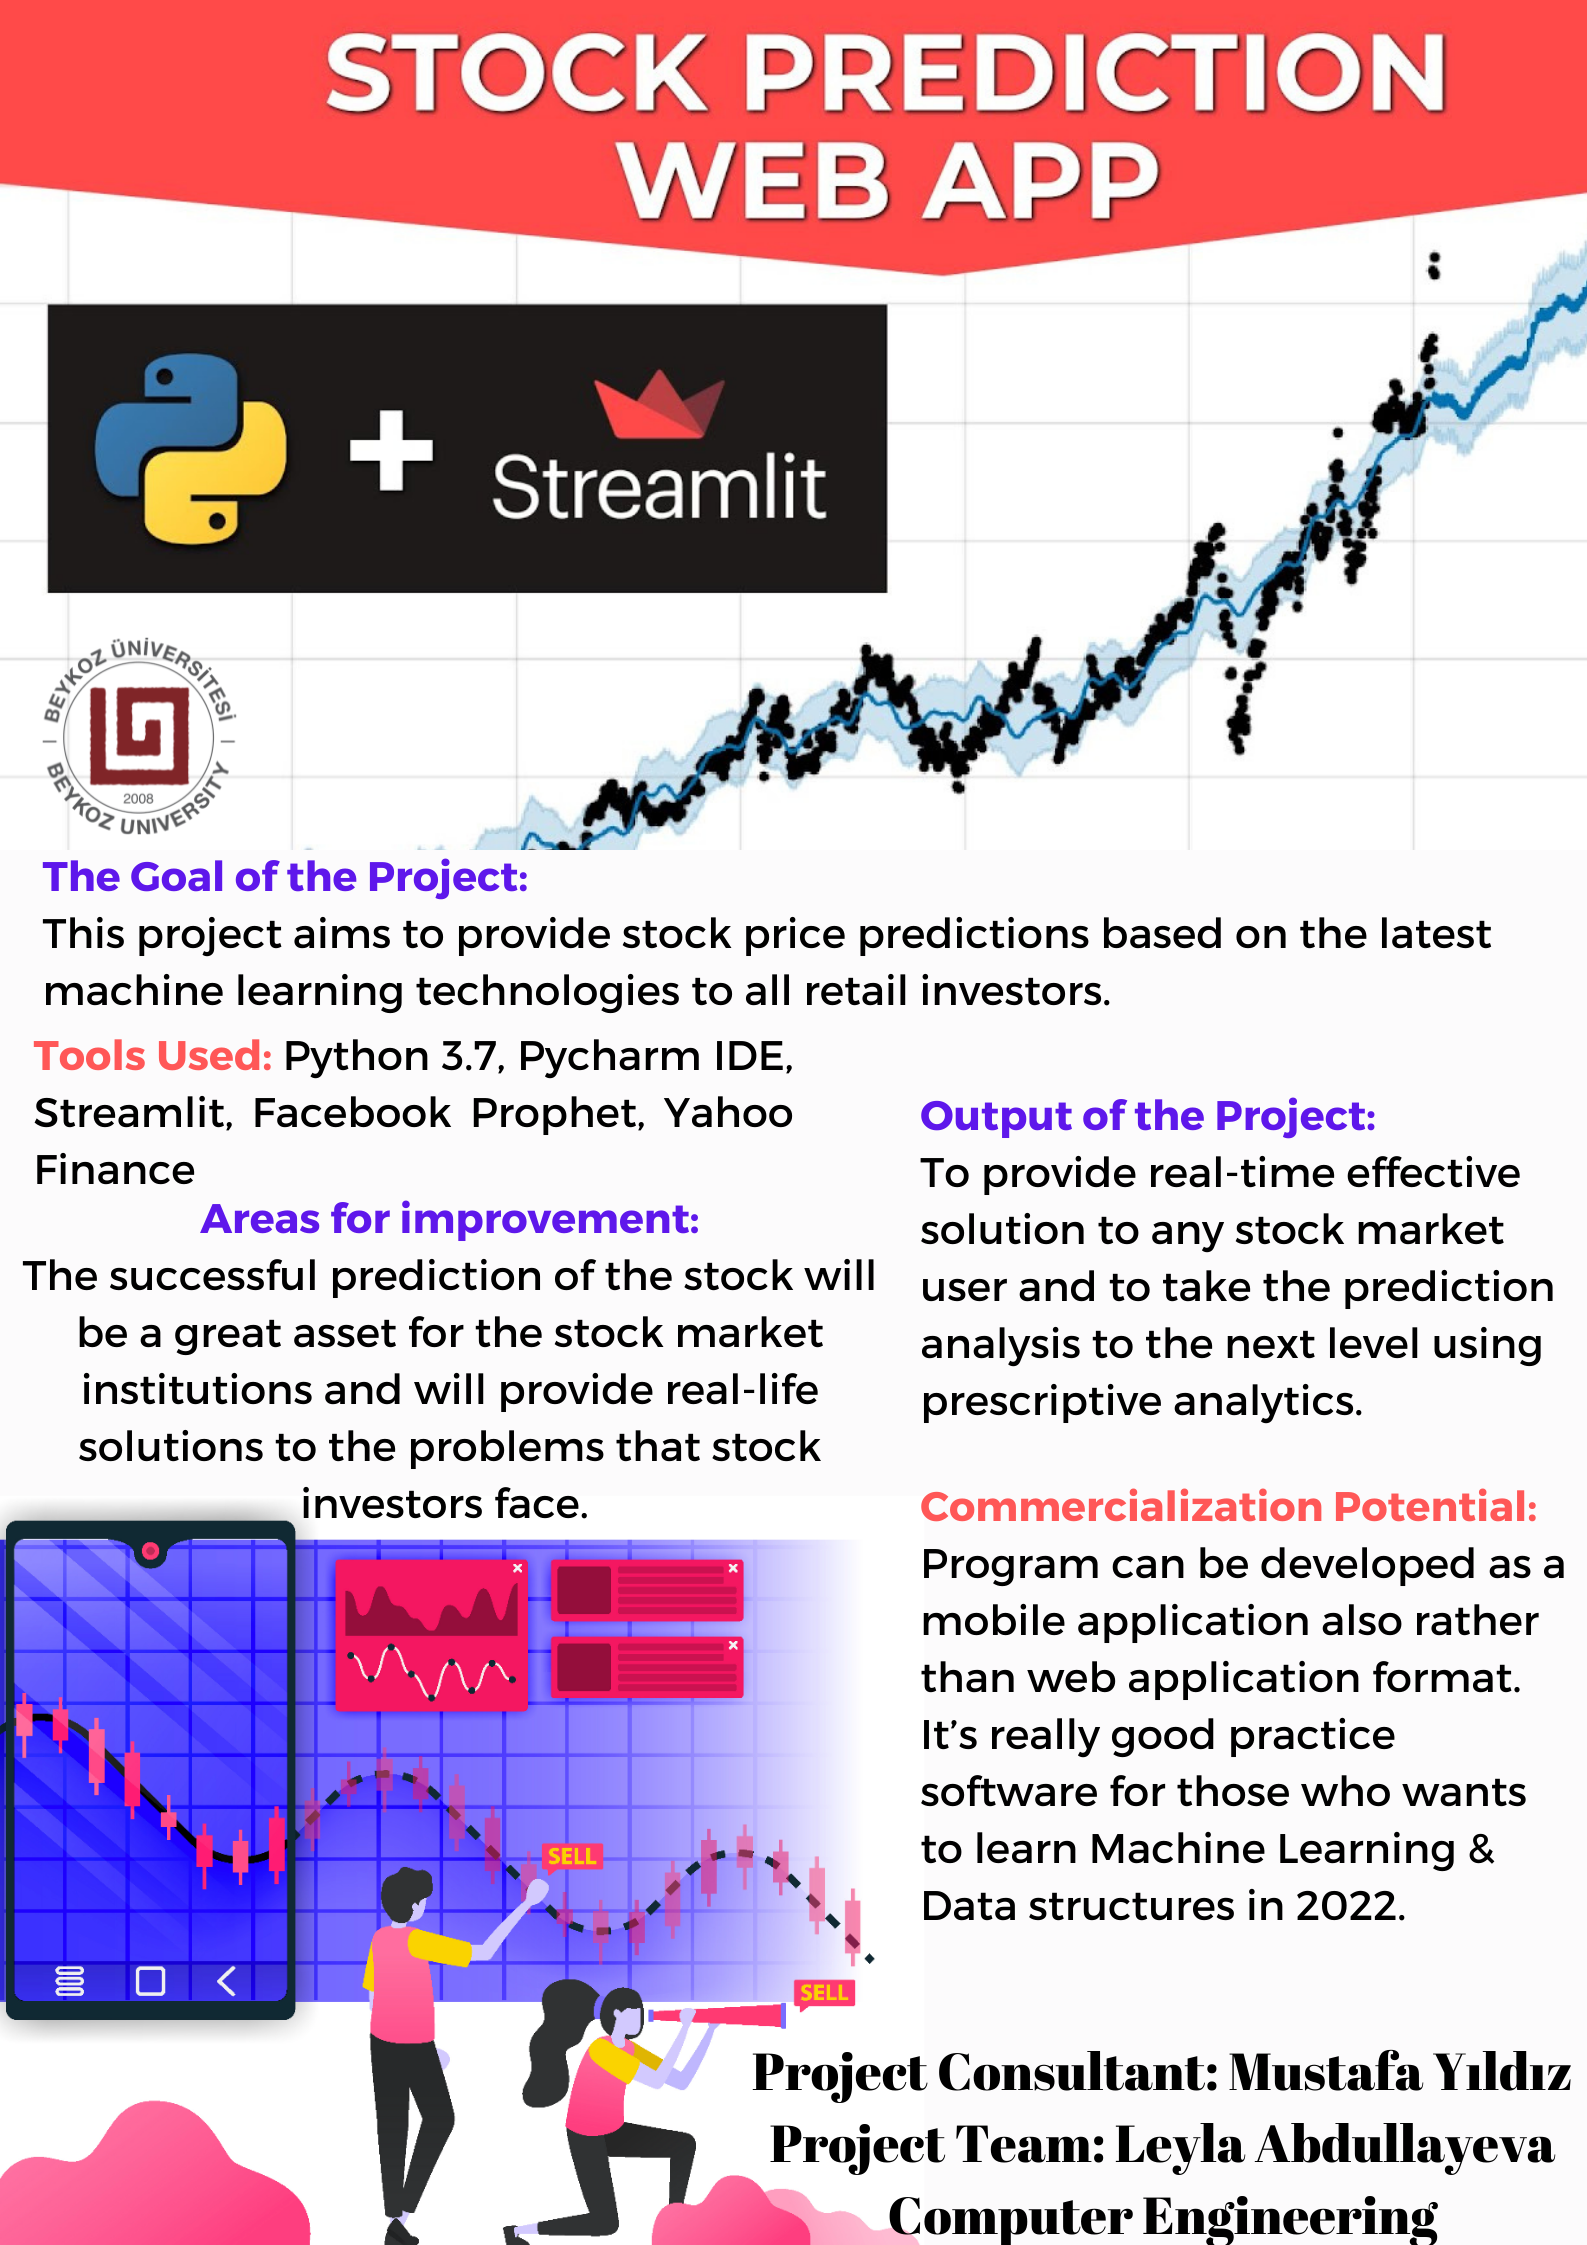 STOCK PREDICTION
WEB APP
Streamlit
BEYKOZ ÜNİVERSİTESİ
2008
BEYKOZ UNIVERSITY
The Goal of the Project:
This project aims to provide stock price predictions based on the latest
machine learning technologies to all retail investors.
Tools Used: Python 3.7, Pycharm IDE,
Streamlit, Facebook Prophet, Yahoo
Finance
Areas for improvement:
The successful prediction of the stock will
be a great asset for the stock market
institutions and will provide real-life
solutions to the problems that stock
investors face.
Output of the Project:
To provide real-time effective
solution to any stock market
user and to take the prediction
analysis to the next level using
prescriptive analytics.
Commercialization Potential:
Program can be developed as a
mobile application also rather
than web application format.
It’s really good practice
software for those who wants
to learn Machine Learning &
Data structures in 2022.
SELL
SELL
Project Consultant: Mustafa Yıldız
Project Team: Leyla Abdullayeva
Computer Engineering